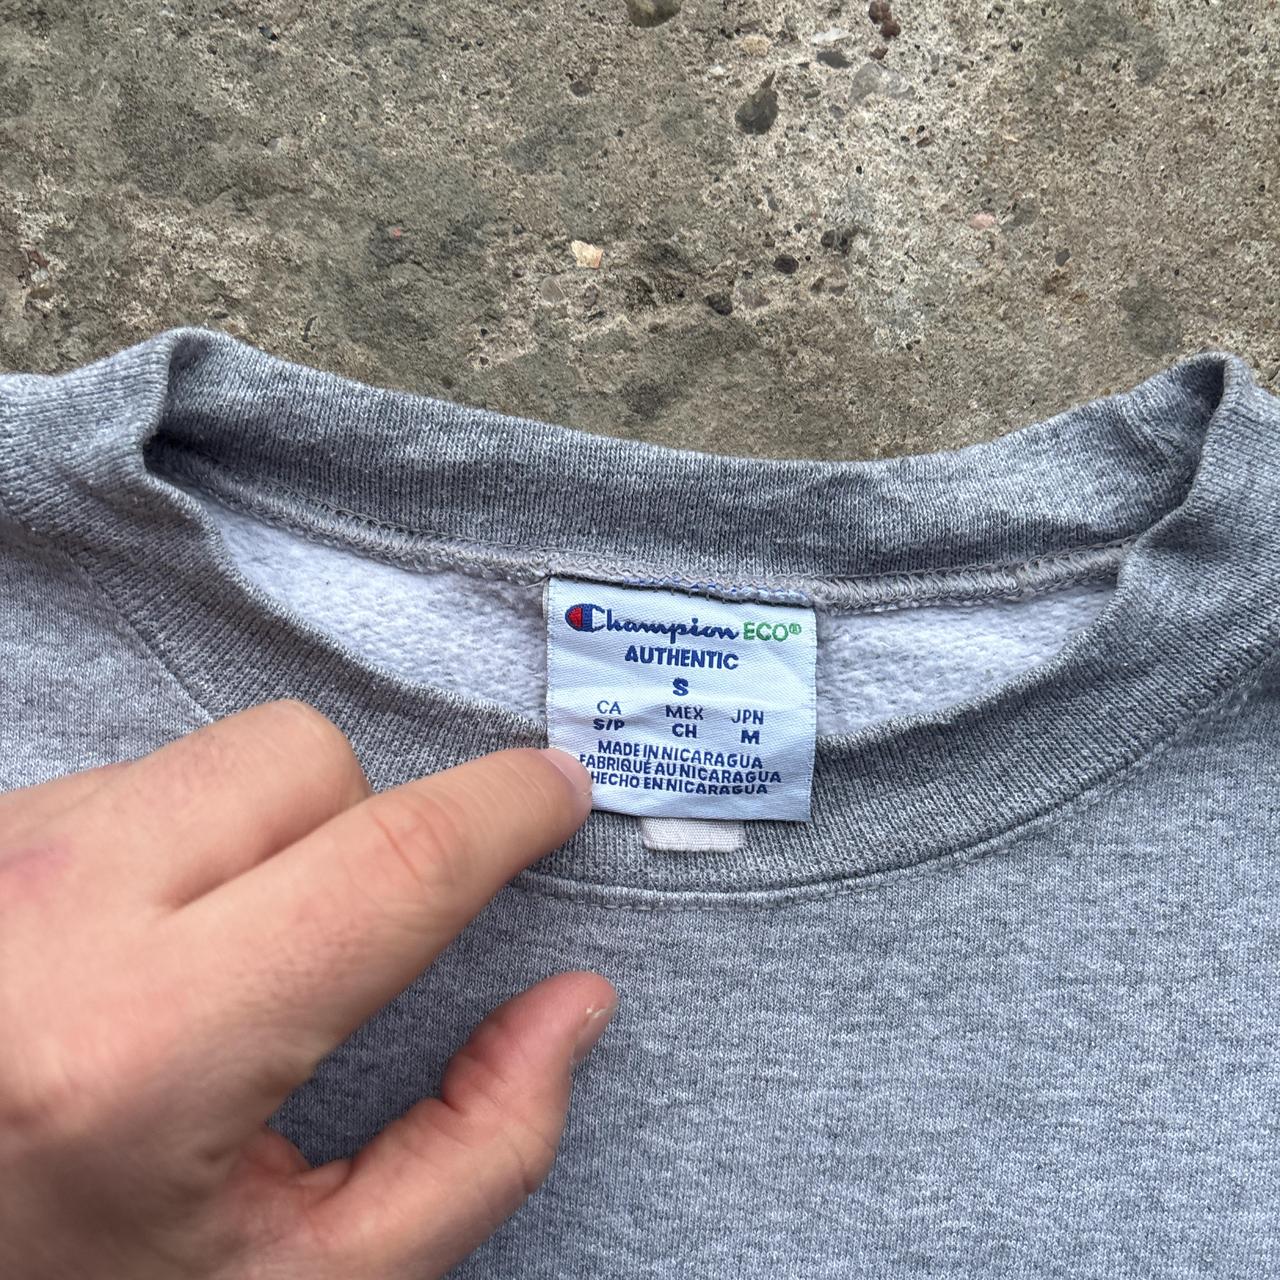 Champion ECO®
AUTHENTIC
S
CA MEX JPN
S/P CH M
MADE IN NICARAGUA
FABRIQUÉ AU NICARAGUA
HECHO EN NICARAGUA